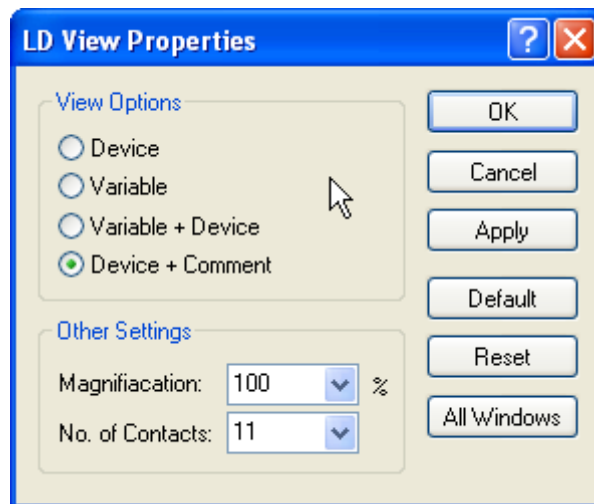 LD View Properties
View Options
Device
Variable
Variable + Device
Device + Comment
Other Settings
Magnifiacation: 100 %
No. of Contacts: 11
OK
Cancel
Apply
Default
Reset
All Windows